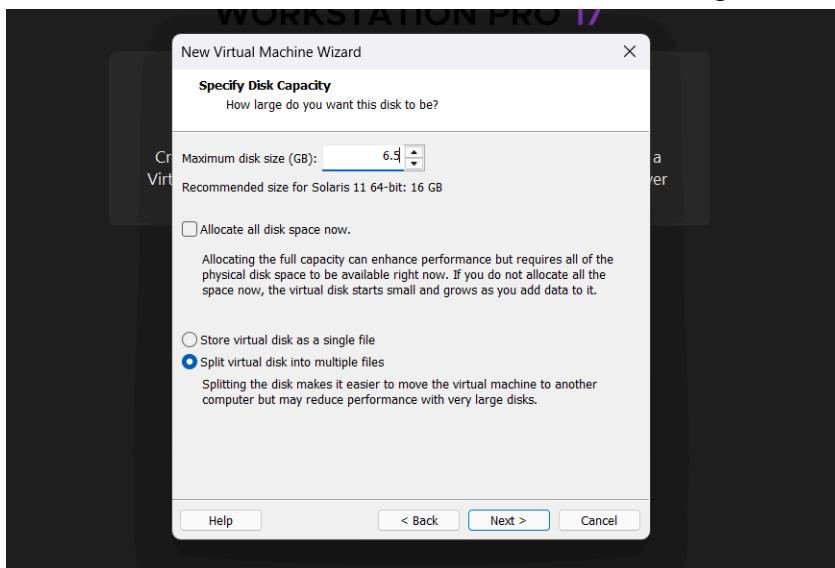 WORKSTATION PRO 17
New Virtual Machine Wizard
Specify Disk Capacity
How large do you want this disk to be?
Cr
Maximum disk size (GB): 6.5
a
Virt
ver
Recommended size for Solaris 11 64-bit: 16 GB
Allocate all disk space now.
Allocating the full capacity can enhance performance but requires all of the
physical disk space to be available right now. If you do not allocate all the
space now, the virtual disk starts small and grows as you add data to it.
Store virtual disk as a single file
Split virtual disk into multiple files
Splitting the disk makes it easier to move the virtual machine to another
computer but may reduce performance with very large disks.
Help
< Back
Next >
Cancel